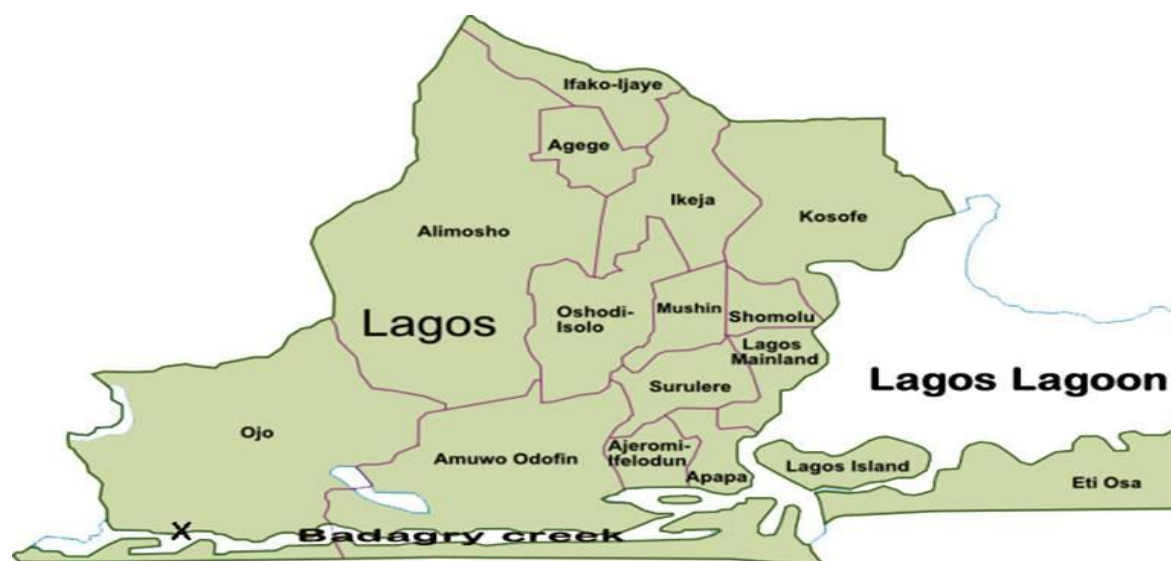 Ifako-Ijaye
Agege
Ikeja
Kosofe
Alimosho
Lagos
Oshodi-
Isolo
Mushin
Shomolu
Lagos
Mainland
Surulere
Lagos Lagoon
Ojo
Amuwo Odofin
Ajeromi-
Ifelodun
Apapa
Lagos Island
Eti Osa
X
Badagry creek